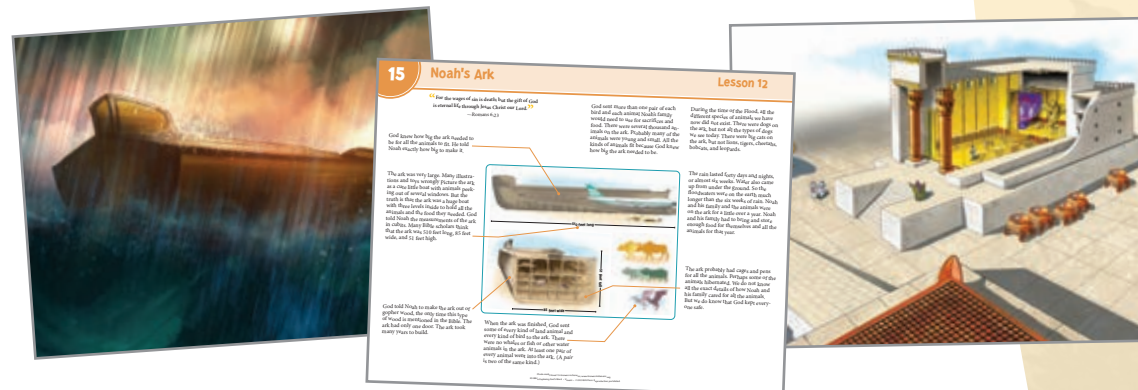 15
Noah's Ark
Lesson 12
“For the wages of sin is death, but the gift of God
is eternal life through Jesus Christ our Lord.”
—Romans 6:23
God knew how big the ark needed to
be for all the animals to fit. He told
Noah exactly how big to make it.
The ark was very large. Many illustra-
tions and toys wrongly picture the ark
as a cute little boat with animals peek-
ing out of several windows. But the
truth is that the ark was a huge boat
with three levels inside to hold all the
animals and the food they needed. God
told Noah the measurements of the ark
in cubits. Many Bible scholars think
that the ark was 510 feet long, 85 feet
wide, and 51 feet high.
God told Noah to make the ark out of
gopher wood, the only time this type
of wood is mentioned in the Bible. The
ark had only one door. The ark took
many years to build.
When the ark was finished, God sent
some of every kind of land animal and
every kind of bird to the ark. There
were no whales or fish or other water
animals in the ark. At least one pair of
every animal went into the ark. (A pair
is two of the same kind.)
God sent more than one pair of each
bird and each animal Noah's family
would need to use for sacrifices and
food. There were several thousand an-
imals on the ark. Probably many of the
animals were young and small. All the
kinds of animals fit because God knew
how big the ark needed to be.
During the time of the Flood, all the
different species of animals we have
now did not exist. There were dogs on
the ark, but not all the types of dogs
we see today. There were big cats on
the ark, but not lions, tigers, cheetahs,
bobcats, and leopards.
The rain lasted forty days and nights,
or almost six weeks. Water also came
up from under the ground. So the
floodwaters were on the earth much
longer than the six weeks of rain. Noah
and his family and the animals were
on the ark for a little over a year. Noah
and his family had to bring and store
enough food for themselves and all the
animals for that year.
The ark probably had cages and pens
for all the animals. Perhaps some of the
animals hibernated. We do not know
all the exact details of how Noah and
his family cared for all the animals.
But we do know that God kept every-
one safe.